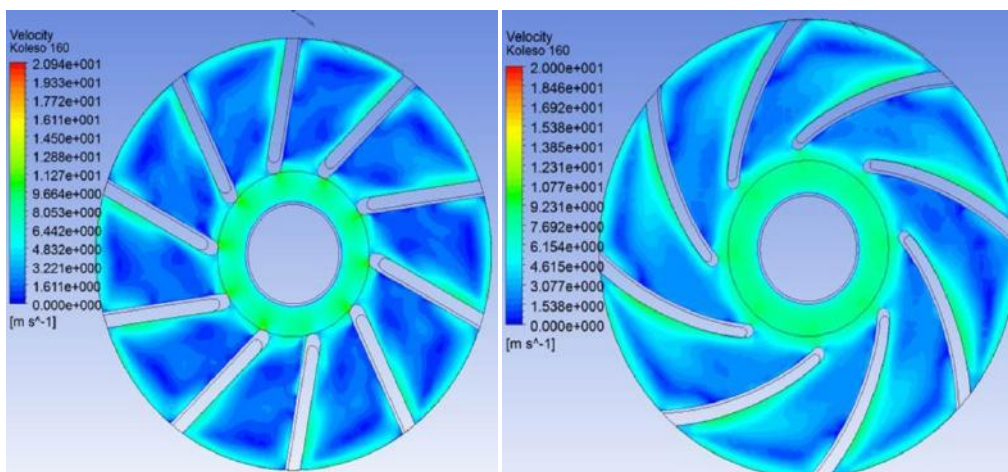 Velocity
Koleso 160
2.094e+001
1.933e+001
1.772e+001
1.611e+001
1.450e+001
1.288e+001
1.127e+001
9.664e+000
8.053e+000
6.442e+000
4.832e+000
3.221e+000
1.611e+000
0.000e+000
[m s^-1]
Velocity
Koleso 160
2.000e+001
1.846e+001
1.692e+001
1.538e+001
1.385e+001
1.231e+001
1.077e+001
9.231e+000
7.692e+000
6.154e+000
4.615e+000
3.077e+000
1.538e+000
0.000e+000
[m s^-1]